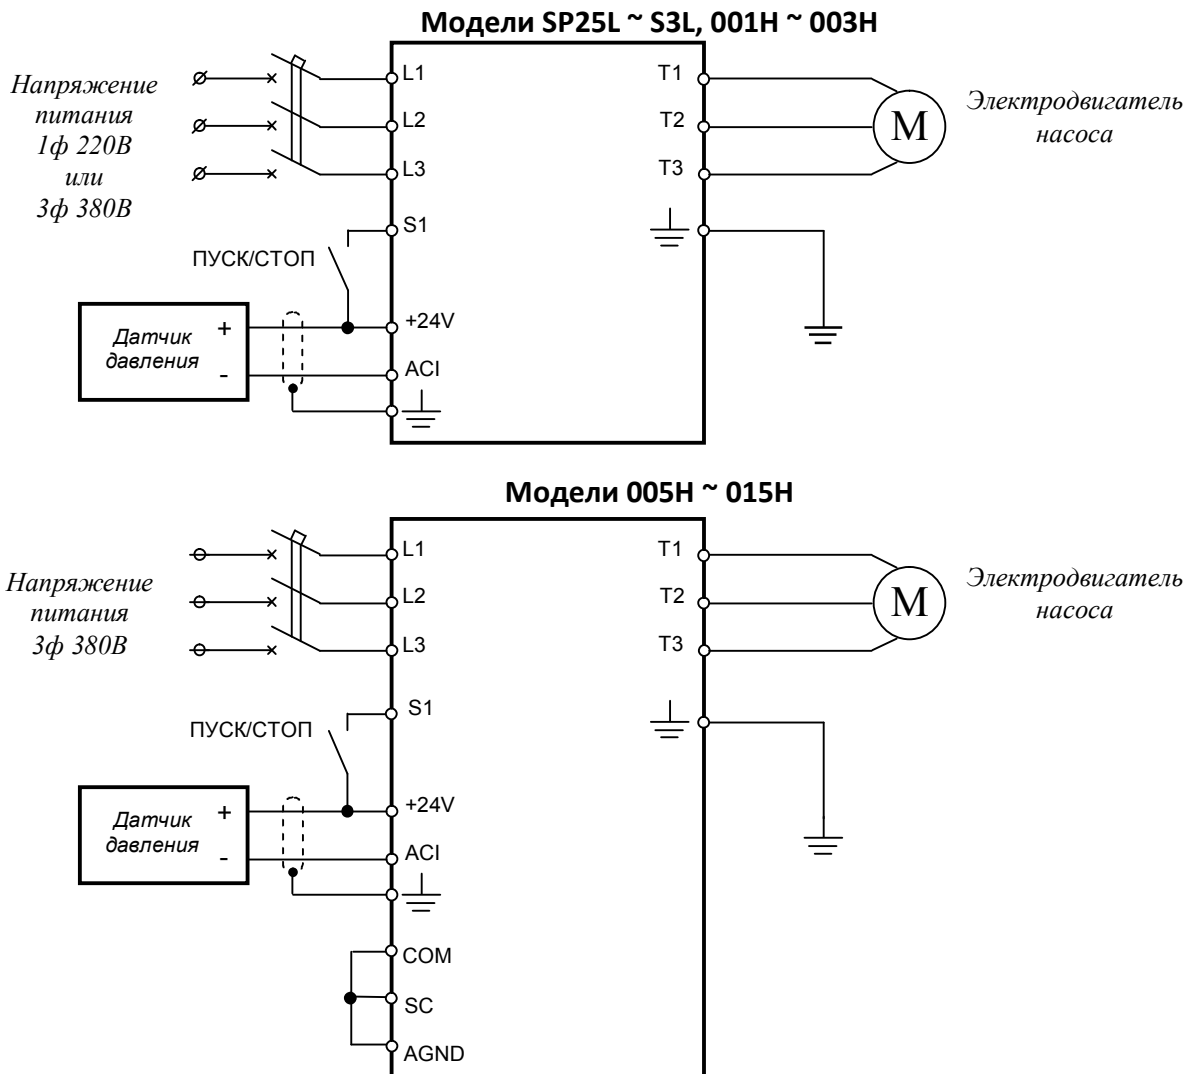 Модели SP25L ~ S3L, 001H ~ 003H
Напряжение
питания
1ф 220В
или
3ф 380В
L1
L2
L3
S1
ПУСК/СТОП
Датчик
давления
+
-
+24V
ACI
T1
T2
T3
M
Электродвигатель
насоса
Модели 005H ~ 015H
Напряжение
питания
3ф 380В
L1
L2
L3
S1
ПУСК/СТОП
Датчик
давления
+
-
+24V
ACI
COM
SC
AGND
T1
T2
T3
M
Электродвигатель
насоса